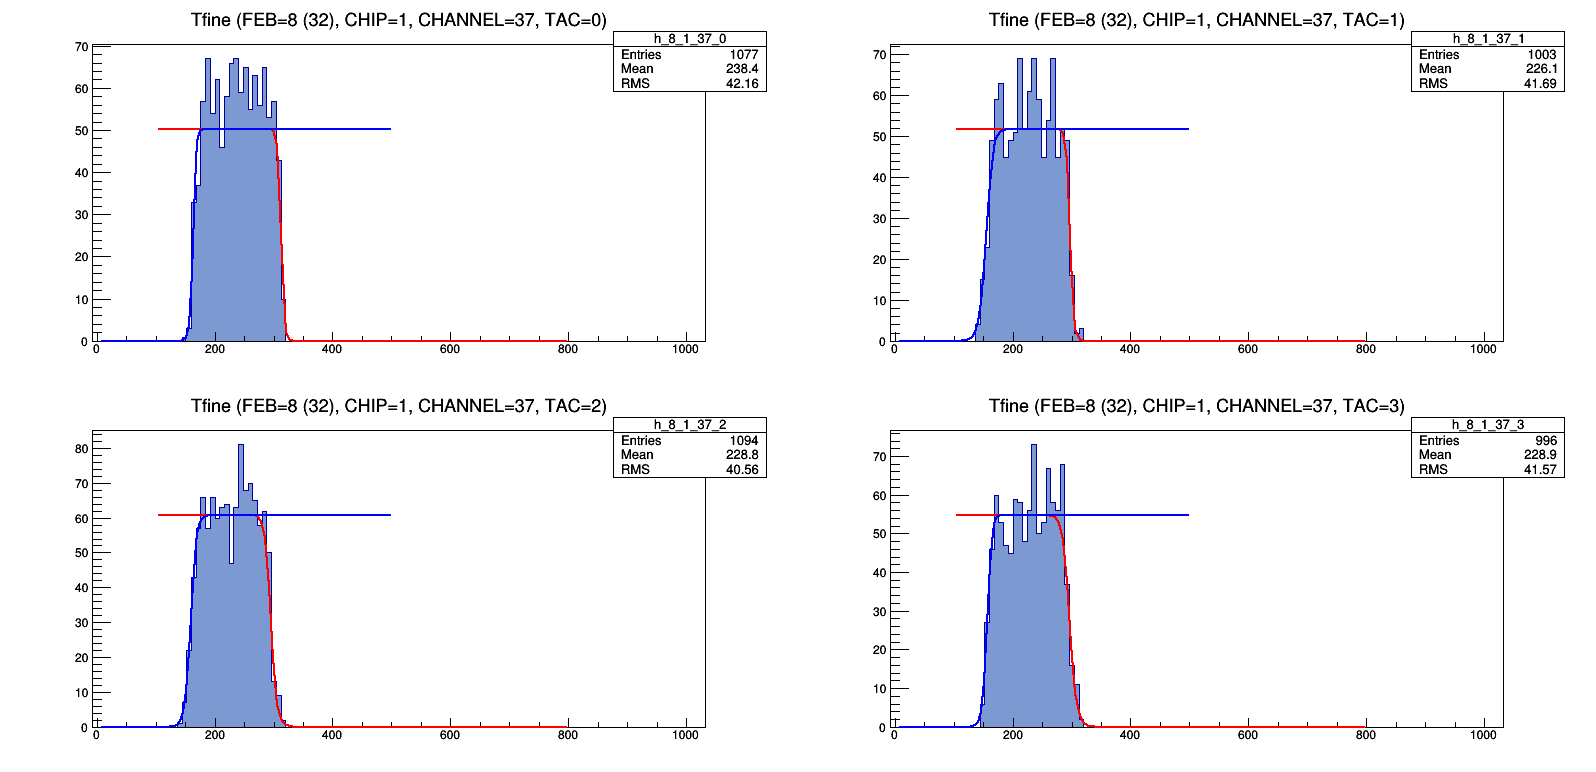 Tfine (FEB=8 (32), CHIP=1, CHANNEL=37, TAC=0)
h_8_1_37_0
Entries 1077
Mean 238.4
RMS 42.16
70
60
50
40
30
20
10
0
0 200 400 600 800 1000
Tfine (FEB=8 (32), CHIP=1, CHANNEL=37, TAC=1)
h_8_1_37_1
Entries 1003
Mean 226.1
RMS 41.69
70
60
50
40
30
20
10
0
0 200 400 600 800 1000
Tfine (FEB=8 (32), CHIP=1, CHANNEL=37, TAC=2)
h_8_1_37_2
Entries 1094
Mean 228.8
RMS 40.56
80
70
60
50
40
30
20
10
0
0 200 400 600 800 1000
Tfine (FEB=8 (32), CHIP=1, CHANNEL=37, TAC=3)
h_8_1_37_3
Entries 996
Mean 228.9
RMS 41.57
70
60
50
40
30
20
10
0
0 200 400 600 800 1000